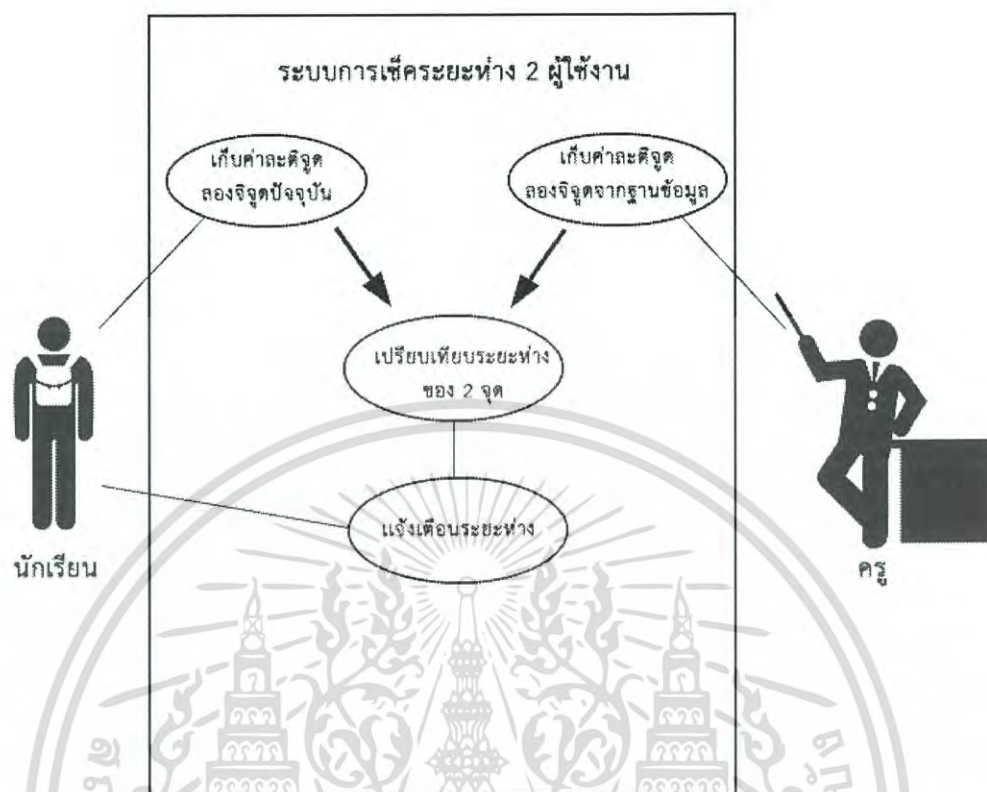 ระบบการเช็คระยะห่าง 2 ผู้ใช้งาน
เก็บค่าละติจูด
ลองจิจูดปัจจุบัน
เก็บค่าละติจูด
ลองจิจูดจากฐานข้อมูล
เปรียบเทียบระยะห่าง
ของ 2 จุด
แจ้งเตือนระยะห่าง
นักเรียน
ครู